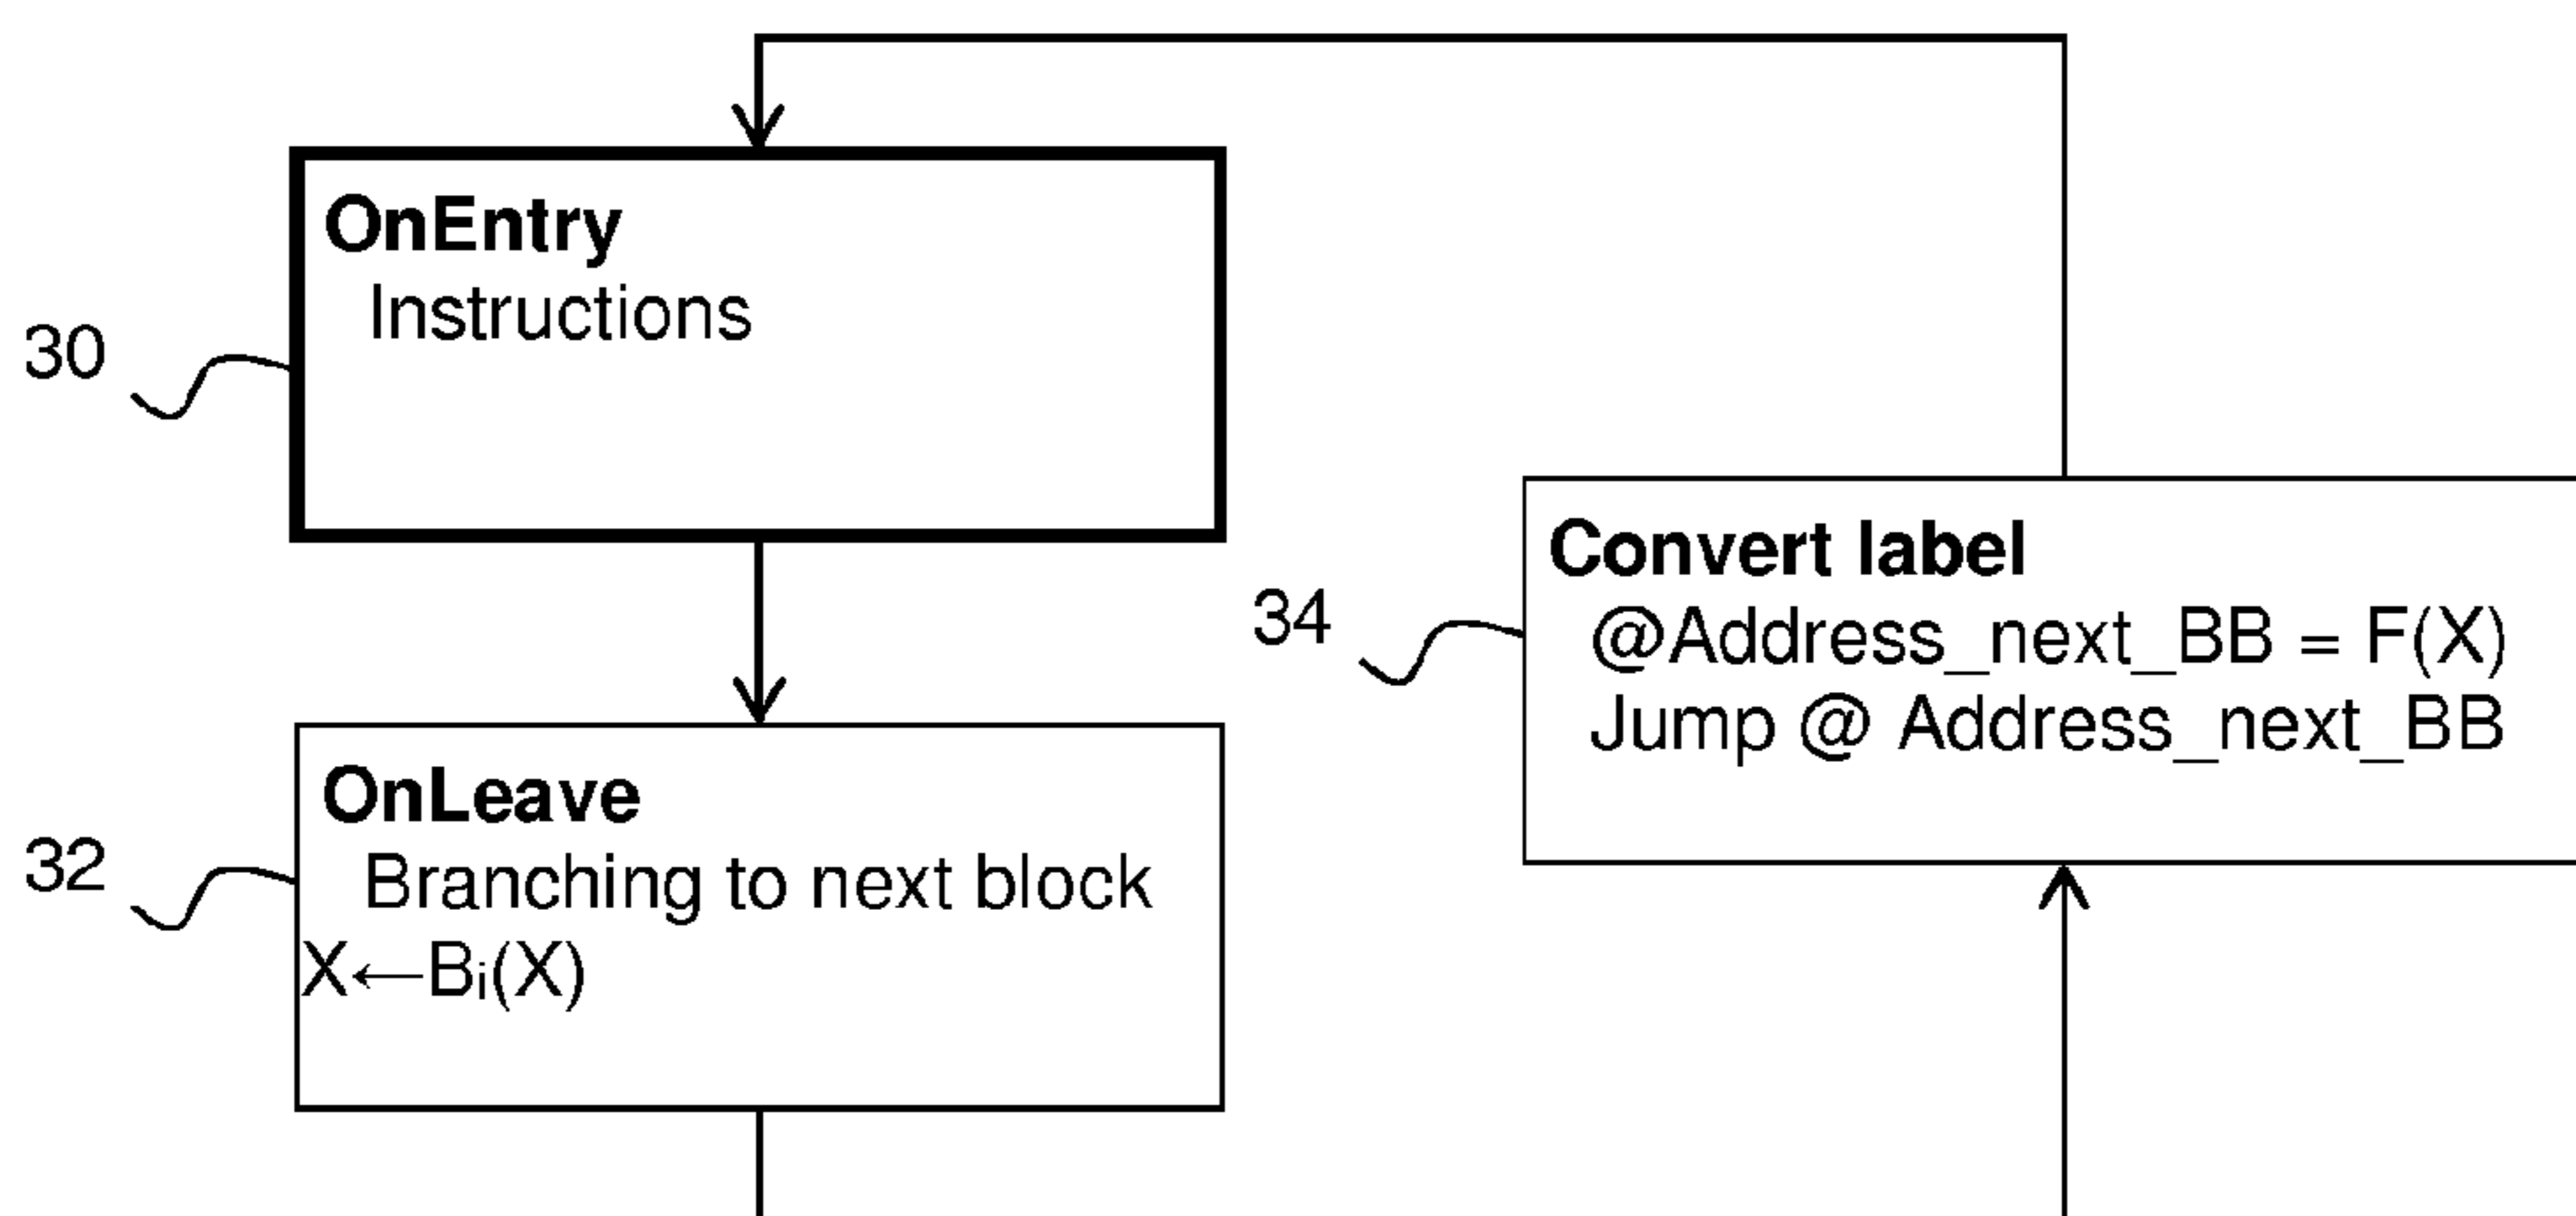 OnEntry
Instructions
30
Convert label
@Address_next_BB = F(X)
Jump @ Address_next_BB
34
OnLeave
Branching to next block
X←Bi(X)
32